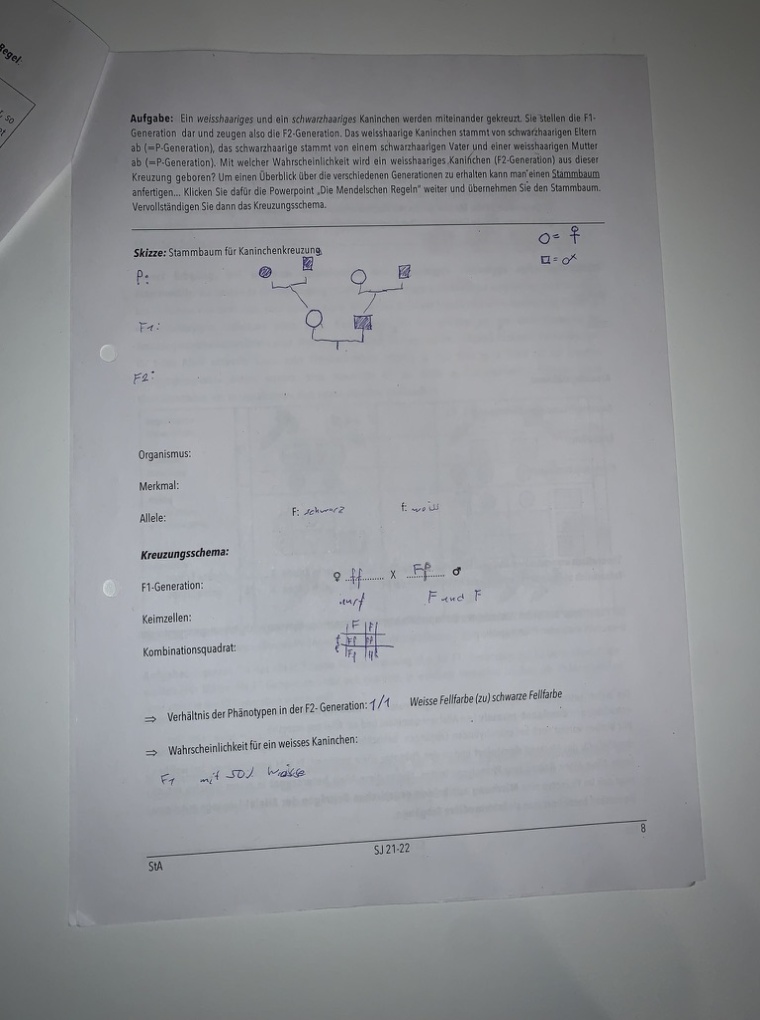 Regel:
, so
Aufgabe: Ein weisshaariges und ein schwarzhaariges Kaninchen werden miteinander gekreuzt. Sie stellen die F1-
Generation dar und zeugen also die F2-Generation. Das weisshaarige Kaninchen stammt von schwarzhaarigen Eltern
ab (=P-Generation), das schwarzhaarige stammt von einem schwarzhaarigen Vater und einer weisshaarigen Mutter
ab (=P-Generation). Mit welcher Wahrscheinlichkeit wird ein weisshaariges Kaninchen (F2-Generation) aus dieser
Kreuzung geboren? Um einen Überblick über die verschiedenen Generationen zu erhalten kann man einen Stammbaum
anfertigen... Klicken Sie dafür die Powerpoint „Die Mendelschen Regeln" weiter und übernehmen Sie den Stammbaum.
Vervollständigen Sie dann das Kreuzungsschema.
Skizze: Stammbaum für Kaninchenkreuzung
○ = ♀
□ = ♂
P:
F1:
F2:
Organismus:
Merkmal:
Allele: F: schwarz f: weiss
Kreuzungsschema:
F1-Generation: ♀ ff x Ff ♂
nur f F und F
Keimzellen:
Kombinationsquadrat:
⇒ Verhältnis der Phänotypen in der F2- Generation: 1/1 Weisse Fellfarbe (zu) schwarze Fellfarbe
⇒ Wahrscheinlichkeit für ein weisses Kaninchen:
F1 mit 50% Weisse
8
StA SJ 21-22